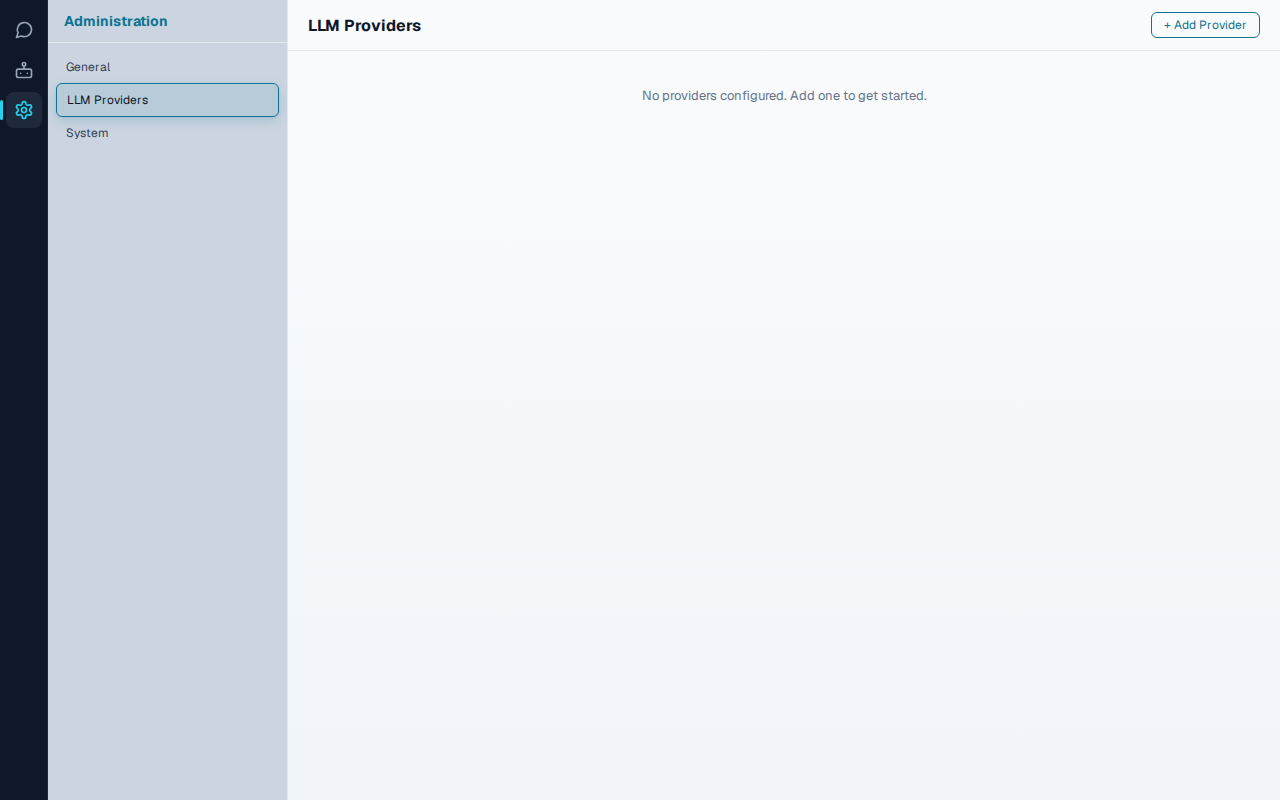 Administration
General
LLM Providers
System
LLM Providers
+ Add Provider
No providers configured. Add one to get started.